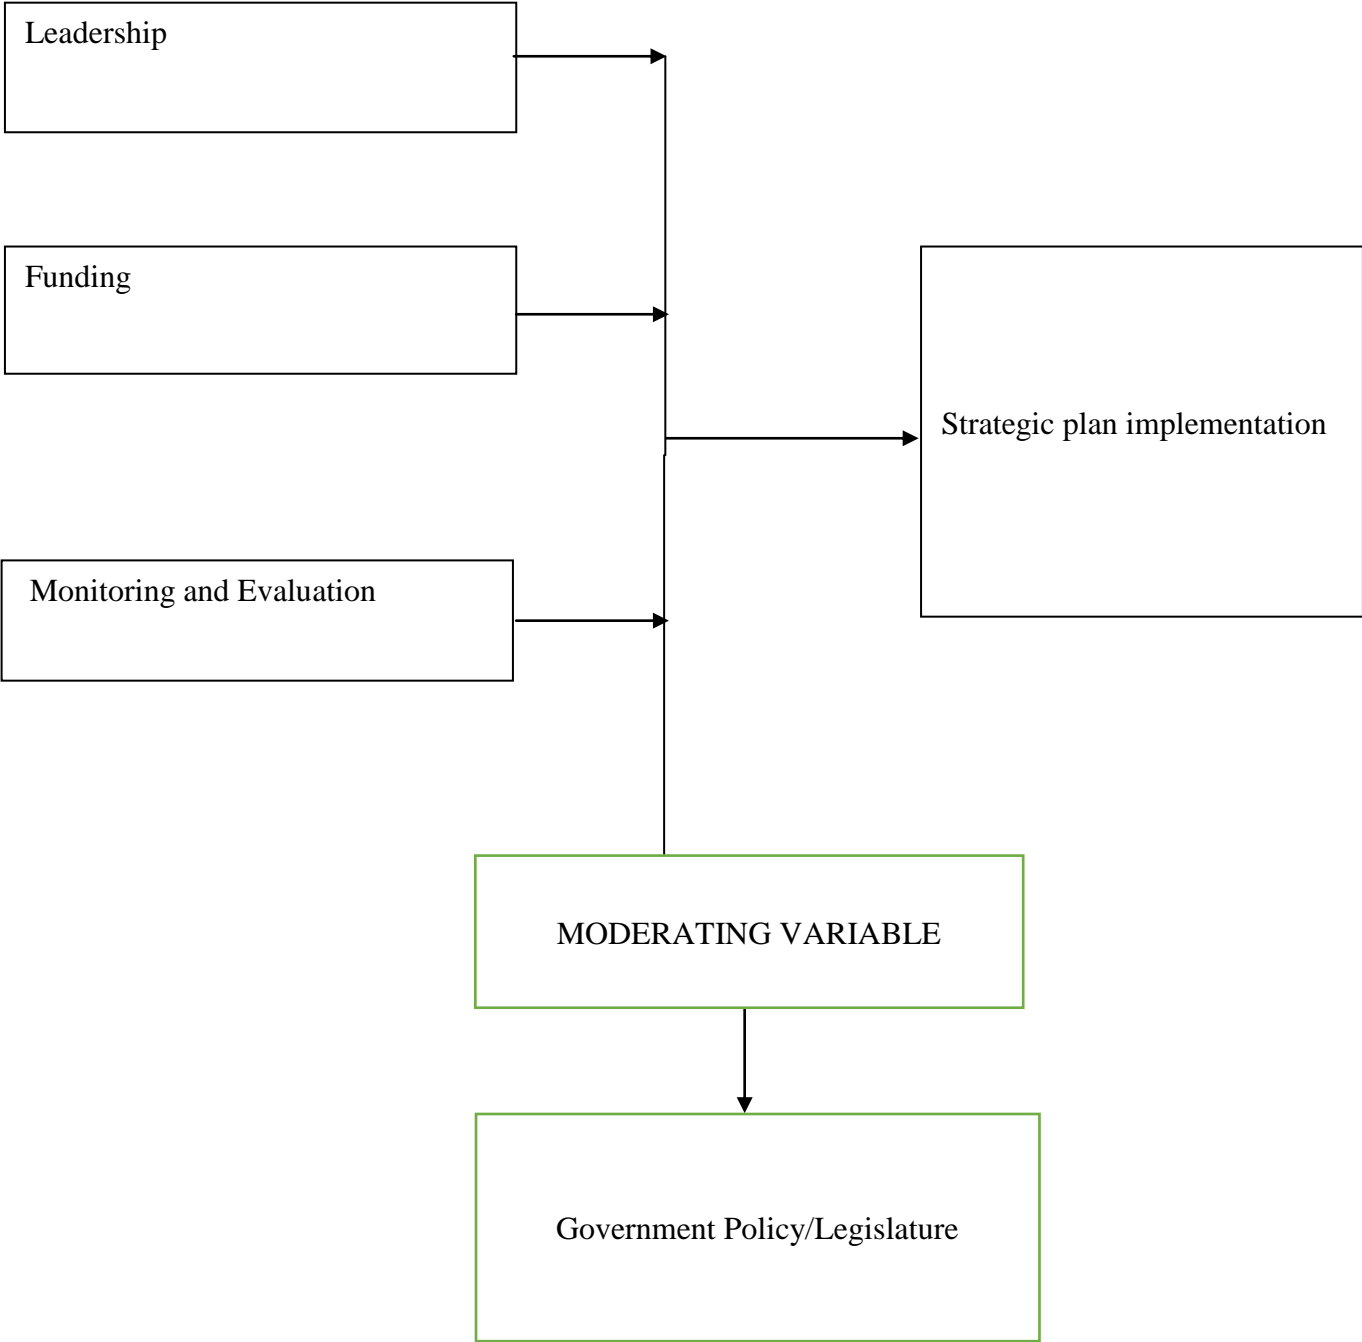 Leadership
Funding
Strategic plan implementation
Monitoring and Evaluation
MODERATING VARIABLE
Government Policy/Legislature